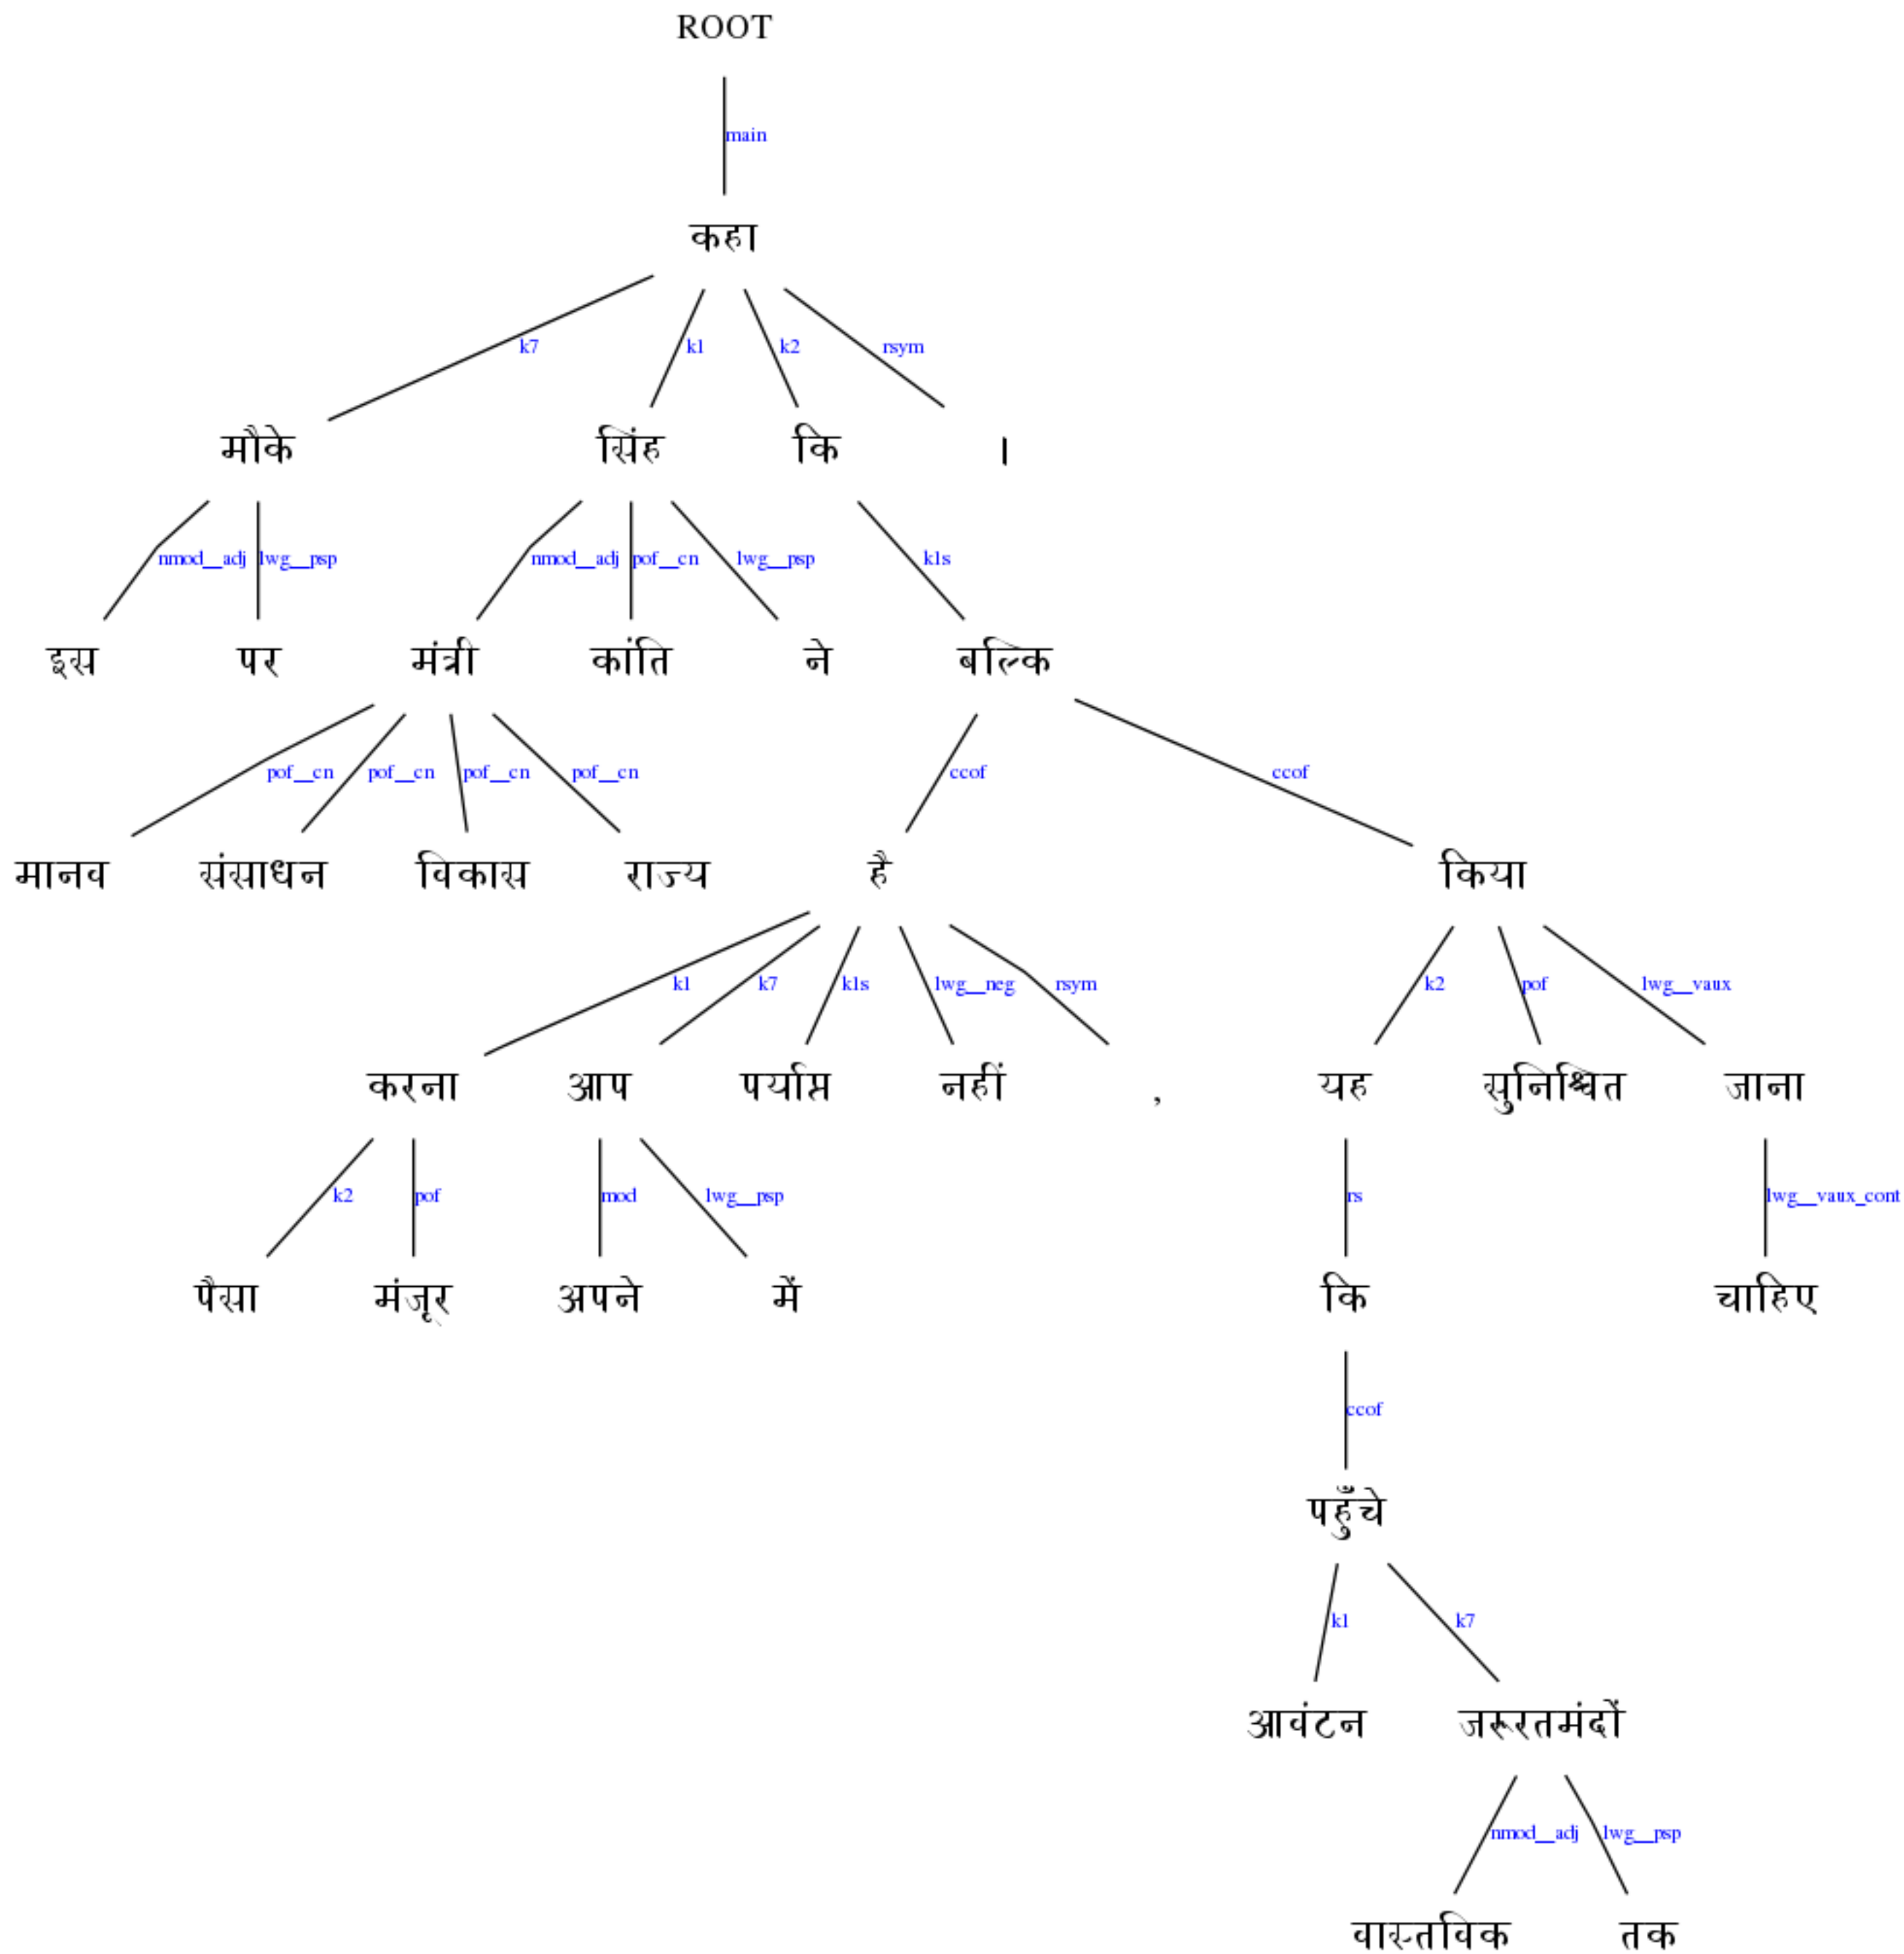 ROOT
main
कहा
k7 k1 k2 rsym
मौके सिंह कि ।
nmod__adj lwg__psp nmod__adj pof__cn lwg__psp k1s
इस पर मंत्री कांति ने बल्कि
pof__cn pof__cn pof__cn pof__cn ccof ccof
मानव संसाधन विकास राज्य है किया
k1 k7 k1s lwg__neg rsym k2 pof lwg__vaux
करना आप पर्याप्त नहीं , यह सुनिश्चित जाना
k2 pof mod lwg__psp rs lwg__vaux_cont
पैसा मंजूर अपने में कि चाहिए
ccof
पहुँचे
k1 k7
आवंटन जरूरतमंदों
nmod__adj lwg__psp
वास्तविक तक